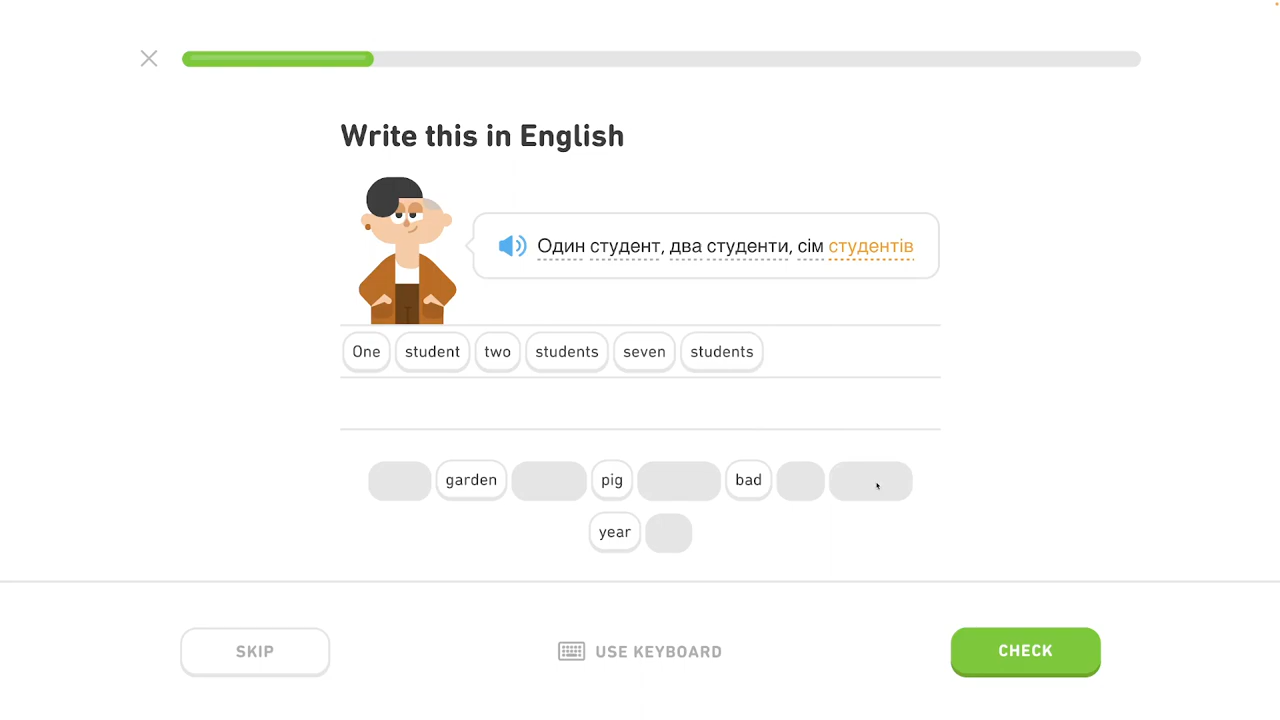 Write this in English
Один студент, два студенти, сім студентів
One student two students seven students
garden pig bad
year
SKIP USE KEYBOARD CHECK